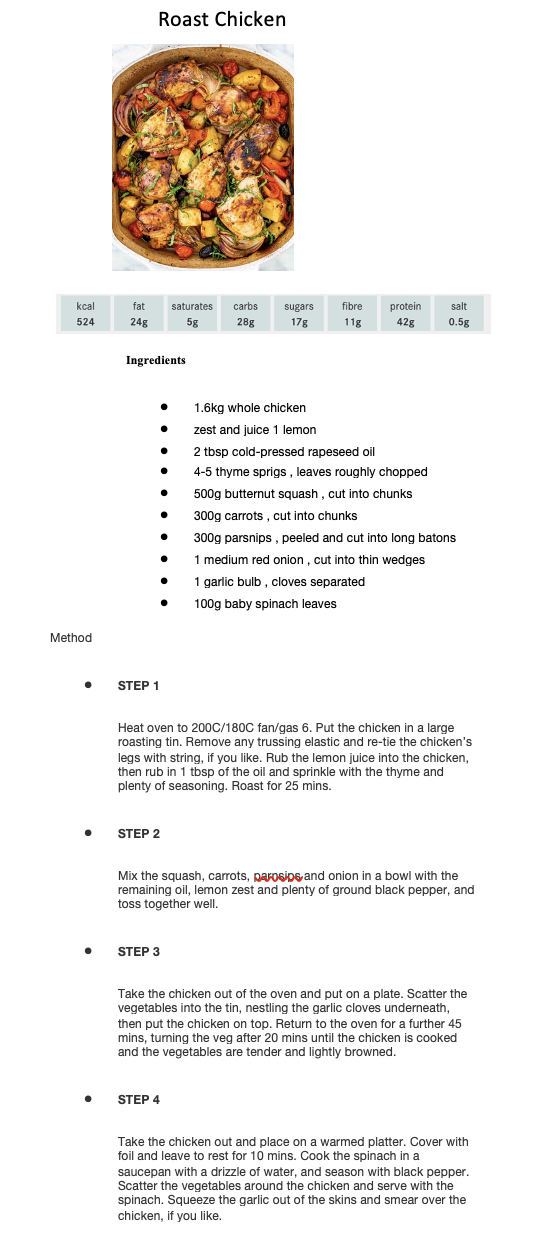 Roast Chicken
kcal fat saturates carbs sugars fibre protein salt
524 24g 5g 28g 17g 11g 42g 0.5g
Ingredients
● 1.6kg whole chicken
● zest and juice 1 lemon
● 2 tbsp cold-pressed rapeseed oil
● 4-5 thyme sprigs , leaves roughly chopped
● 500g butternut squash , cut into chunks
● 300g carrots , cut into chunks
● 300g parsnips , peeled and cut into long batons
● 1 medium red onion , cut into thin wedges
● 1 garlic bulb , cloves separated
● 100g baby spinach leaves
Method
● STEP 1
Heat oven to 200C/180C fan/gas 6. Put the chicken in a large
roasting tin. Remove any trussing elastic and re-tie the chicken's
legs with string, if you like. Rub the lemon juice into the chicken,
then rub in 1 tbsp of the oil and sprinkle with the thyme and
plenty of seasoning. Roast for 25 mins.
● STEP 2
Mix the squash, carrots, parnsips and onion in a bowl with the
remaining oil, lemon zest and plenty of ground black pepper, and
toss together well.
● STEP 3
Take the chicken out of the oven and put on a plate. Scatter the
vegetables into the tin, nestling the garlic cloves underneath,
then put the chicken on top. Return to the oven for a further 45
mins, turning the veg after 20 mins until the chicken is cooked
and the vegetables are tender and lightly browned.
● STEP 4
Take the chicken out and place on a warmed platter. Cover with
foil and leave to rest for 10 mins. Cook the spinach in a
saucepan with a drizzle of water, and season with black pepper.
Scatter the vegetables around the chicken and serve with the
spinach. Squeeze the garlic out of the skins and smear over the
chicken, if you like.